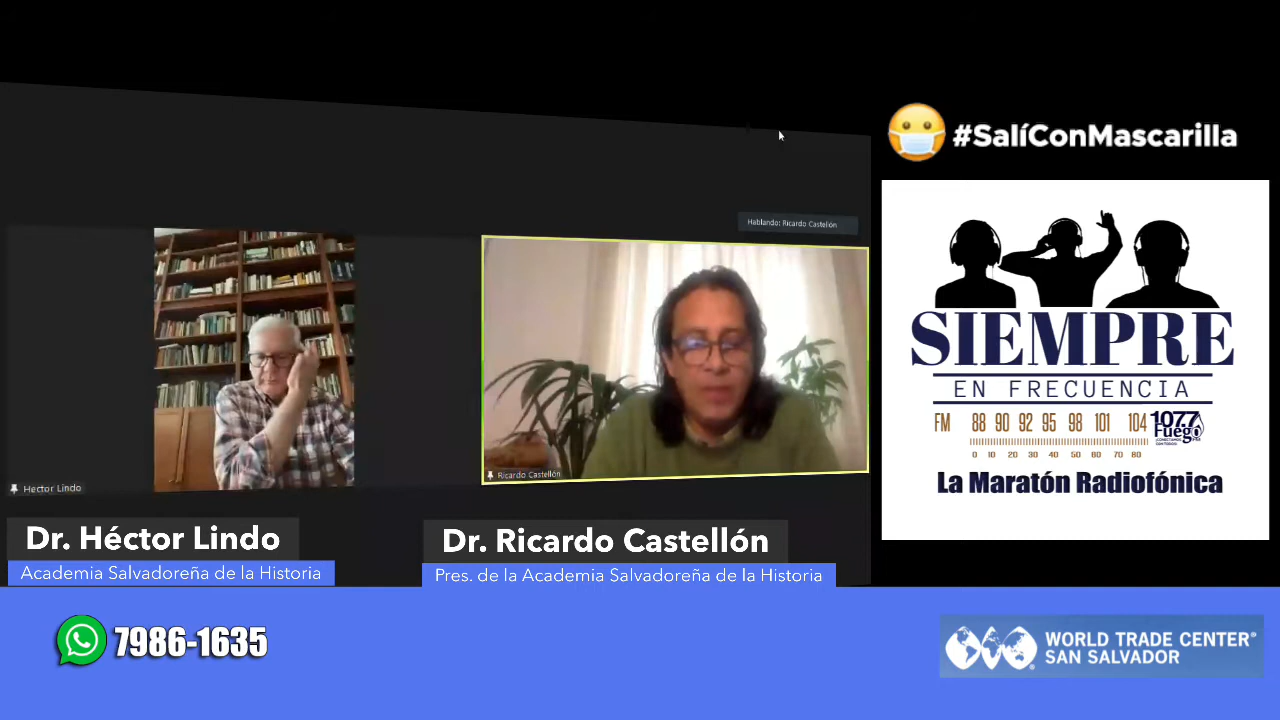 #SalíConMascarilla
Hablando: Ricardo Castellón
Hector Lindo
Ricardo Castellón
Dr. Héctor Lindo
Academia Salvadoreña de la Historia
Dr. Ricardo Castellón
Pres. de la Academia Salvadoreña de la Historia
SIEMPRE
EN FRECUENCIA
FM 88 90 92 95 98 101 104
107.7
Fuego
0 10 20 30 40 50 60 70 80
La Maratón Radiofónica
7986-1635
WORLD TRADE CENTER®
SAN SALVADOR